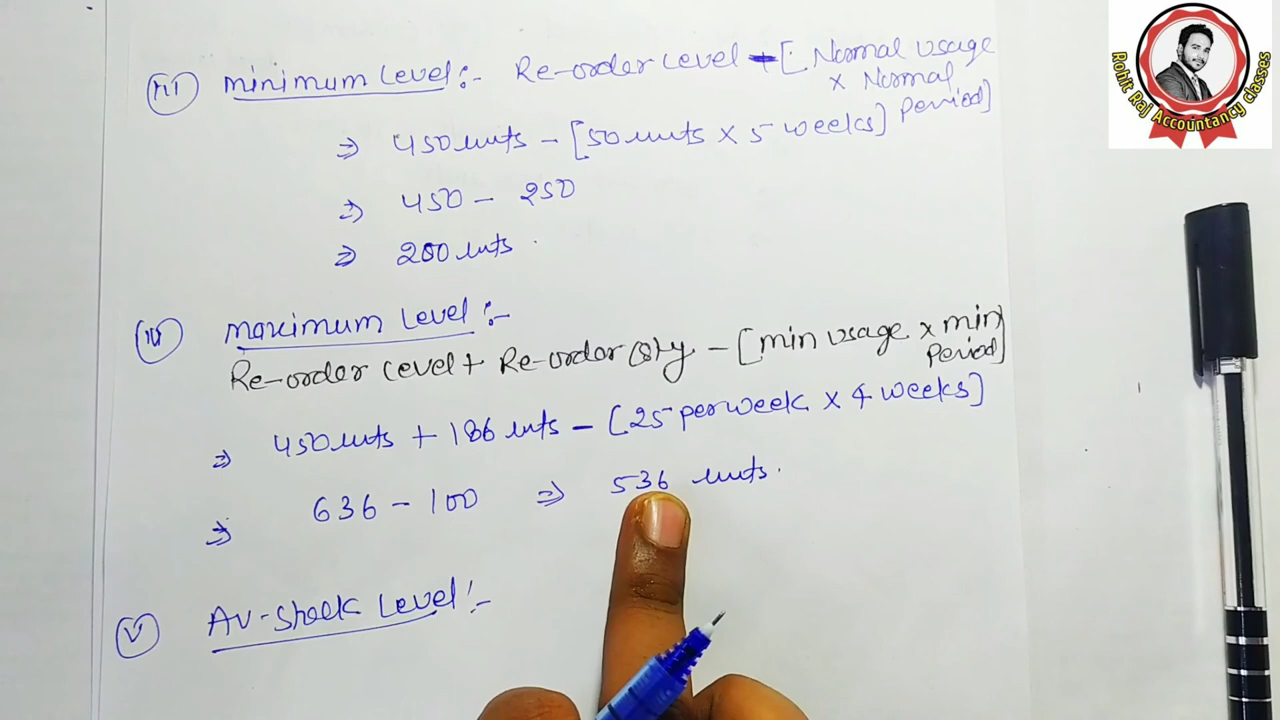 (iii) minimum Level:- Re-order Level - [Normal usage
x Normal
Period]
⇒ 450 units - [50 units x 5 weeks]
⇒ 450 - 250
⇒ 200 units
(iv) maximum Level:-
Re-order Level + Re-order Qty - [min usage x min
Period]
⇒ 450 units + 186 units - [25 per week x 4 weeks]
⇒ 636 - 100 ⇒ 536 units.
(v) Av-Stock Level:-
Rohit Raj Accountancy classes